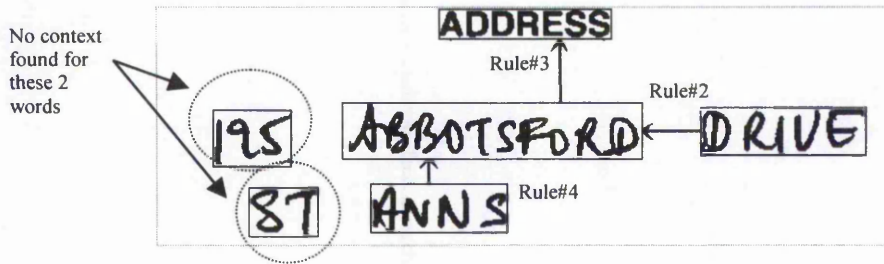 ADDRESS
No context
found for
these 2
words
Rule#3
Rule#2
195 ABBOTSFORD DRIVE
ST ANNS Rule#4